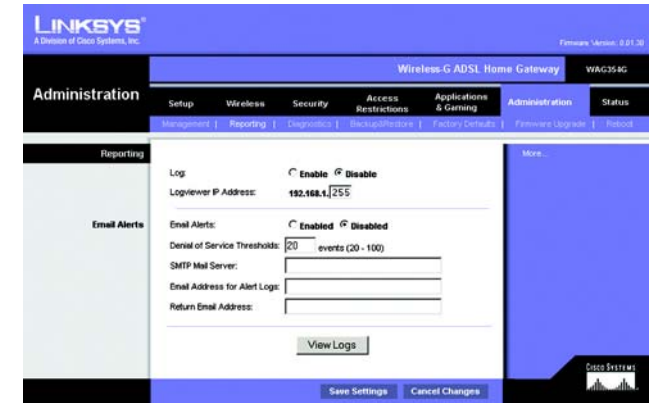 LINKSYS®
A Division of Cisco Systems, Inc.
Firmware Version: 0.01.30
Wireless-G ADSL Home Gateway WAG354G
Administration
Setup Wireless Security Access Restrictions Applications & Gaming Administration Status
Management | Reporting | Diagnostics | Backup&Restore | Factory Defaults | Firmware Upgrade | Reboot
Reporting
More...
Log: Enable Disable
Logviewer IP Address: 192.168.1.255
Email Alerts
Email Alerts: Enabled Disabled
Denial of Service Thresholds: 20 events (20 - 100)
SMTP Mail Server:
Email Address for Alert Logs:
Return Email Address:
View Logs
CISCO SYSTEMS
Save Settings Cancel Changes